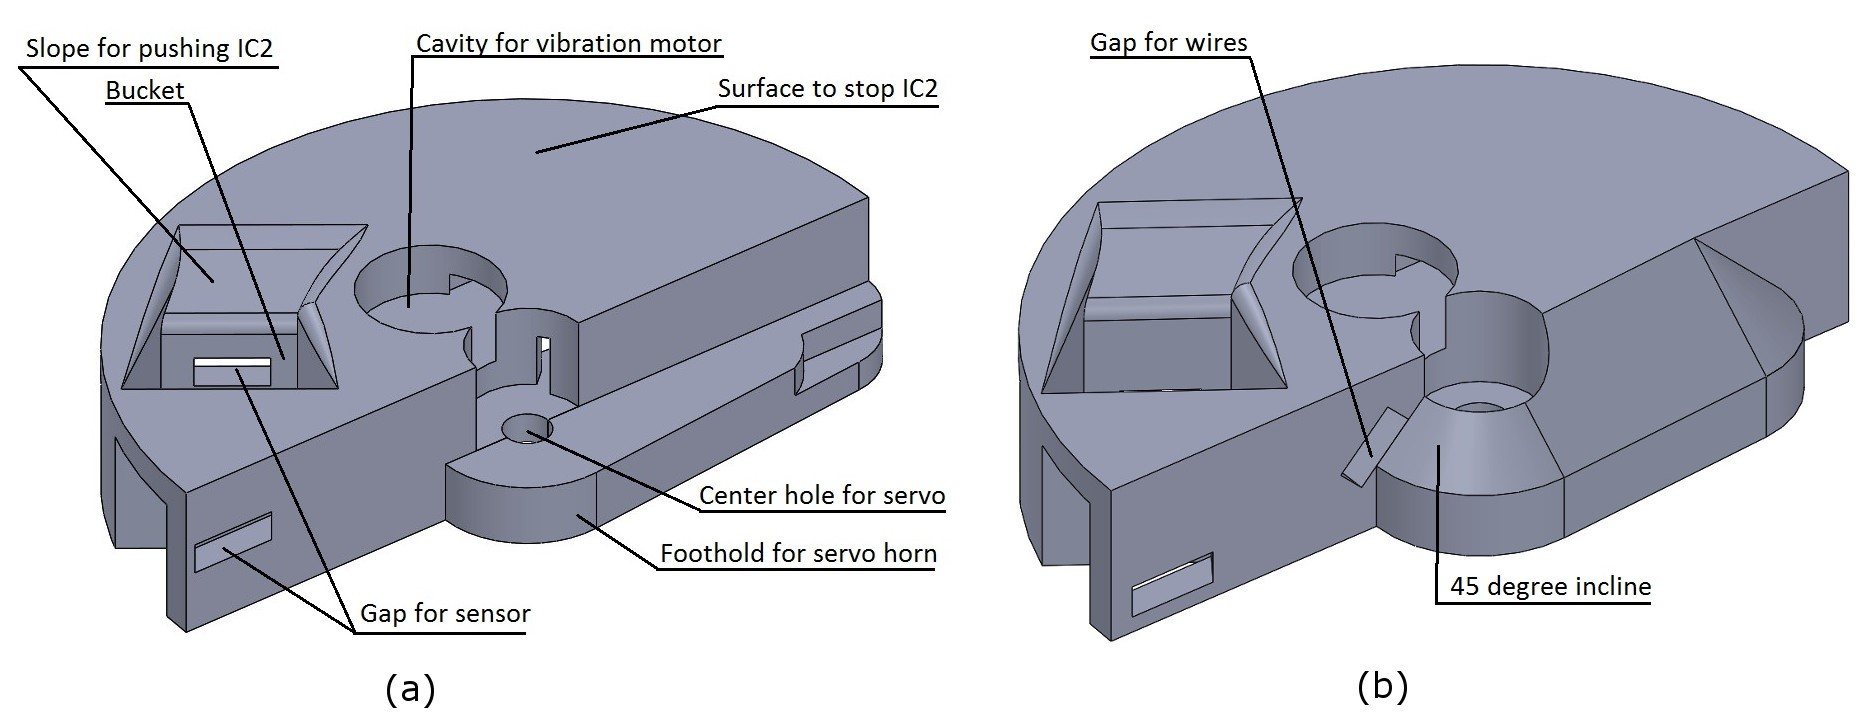 Slope for pushing IC2
Bucket
Cavity for vibration motor
Surface to stop IC2
Center hole for servo
Foothold for servo horn
Gap for sensor
(a)
Gap for wires
45 degree incline
(b)